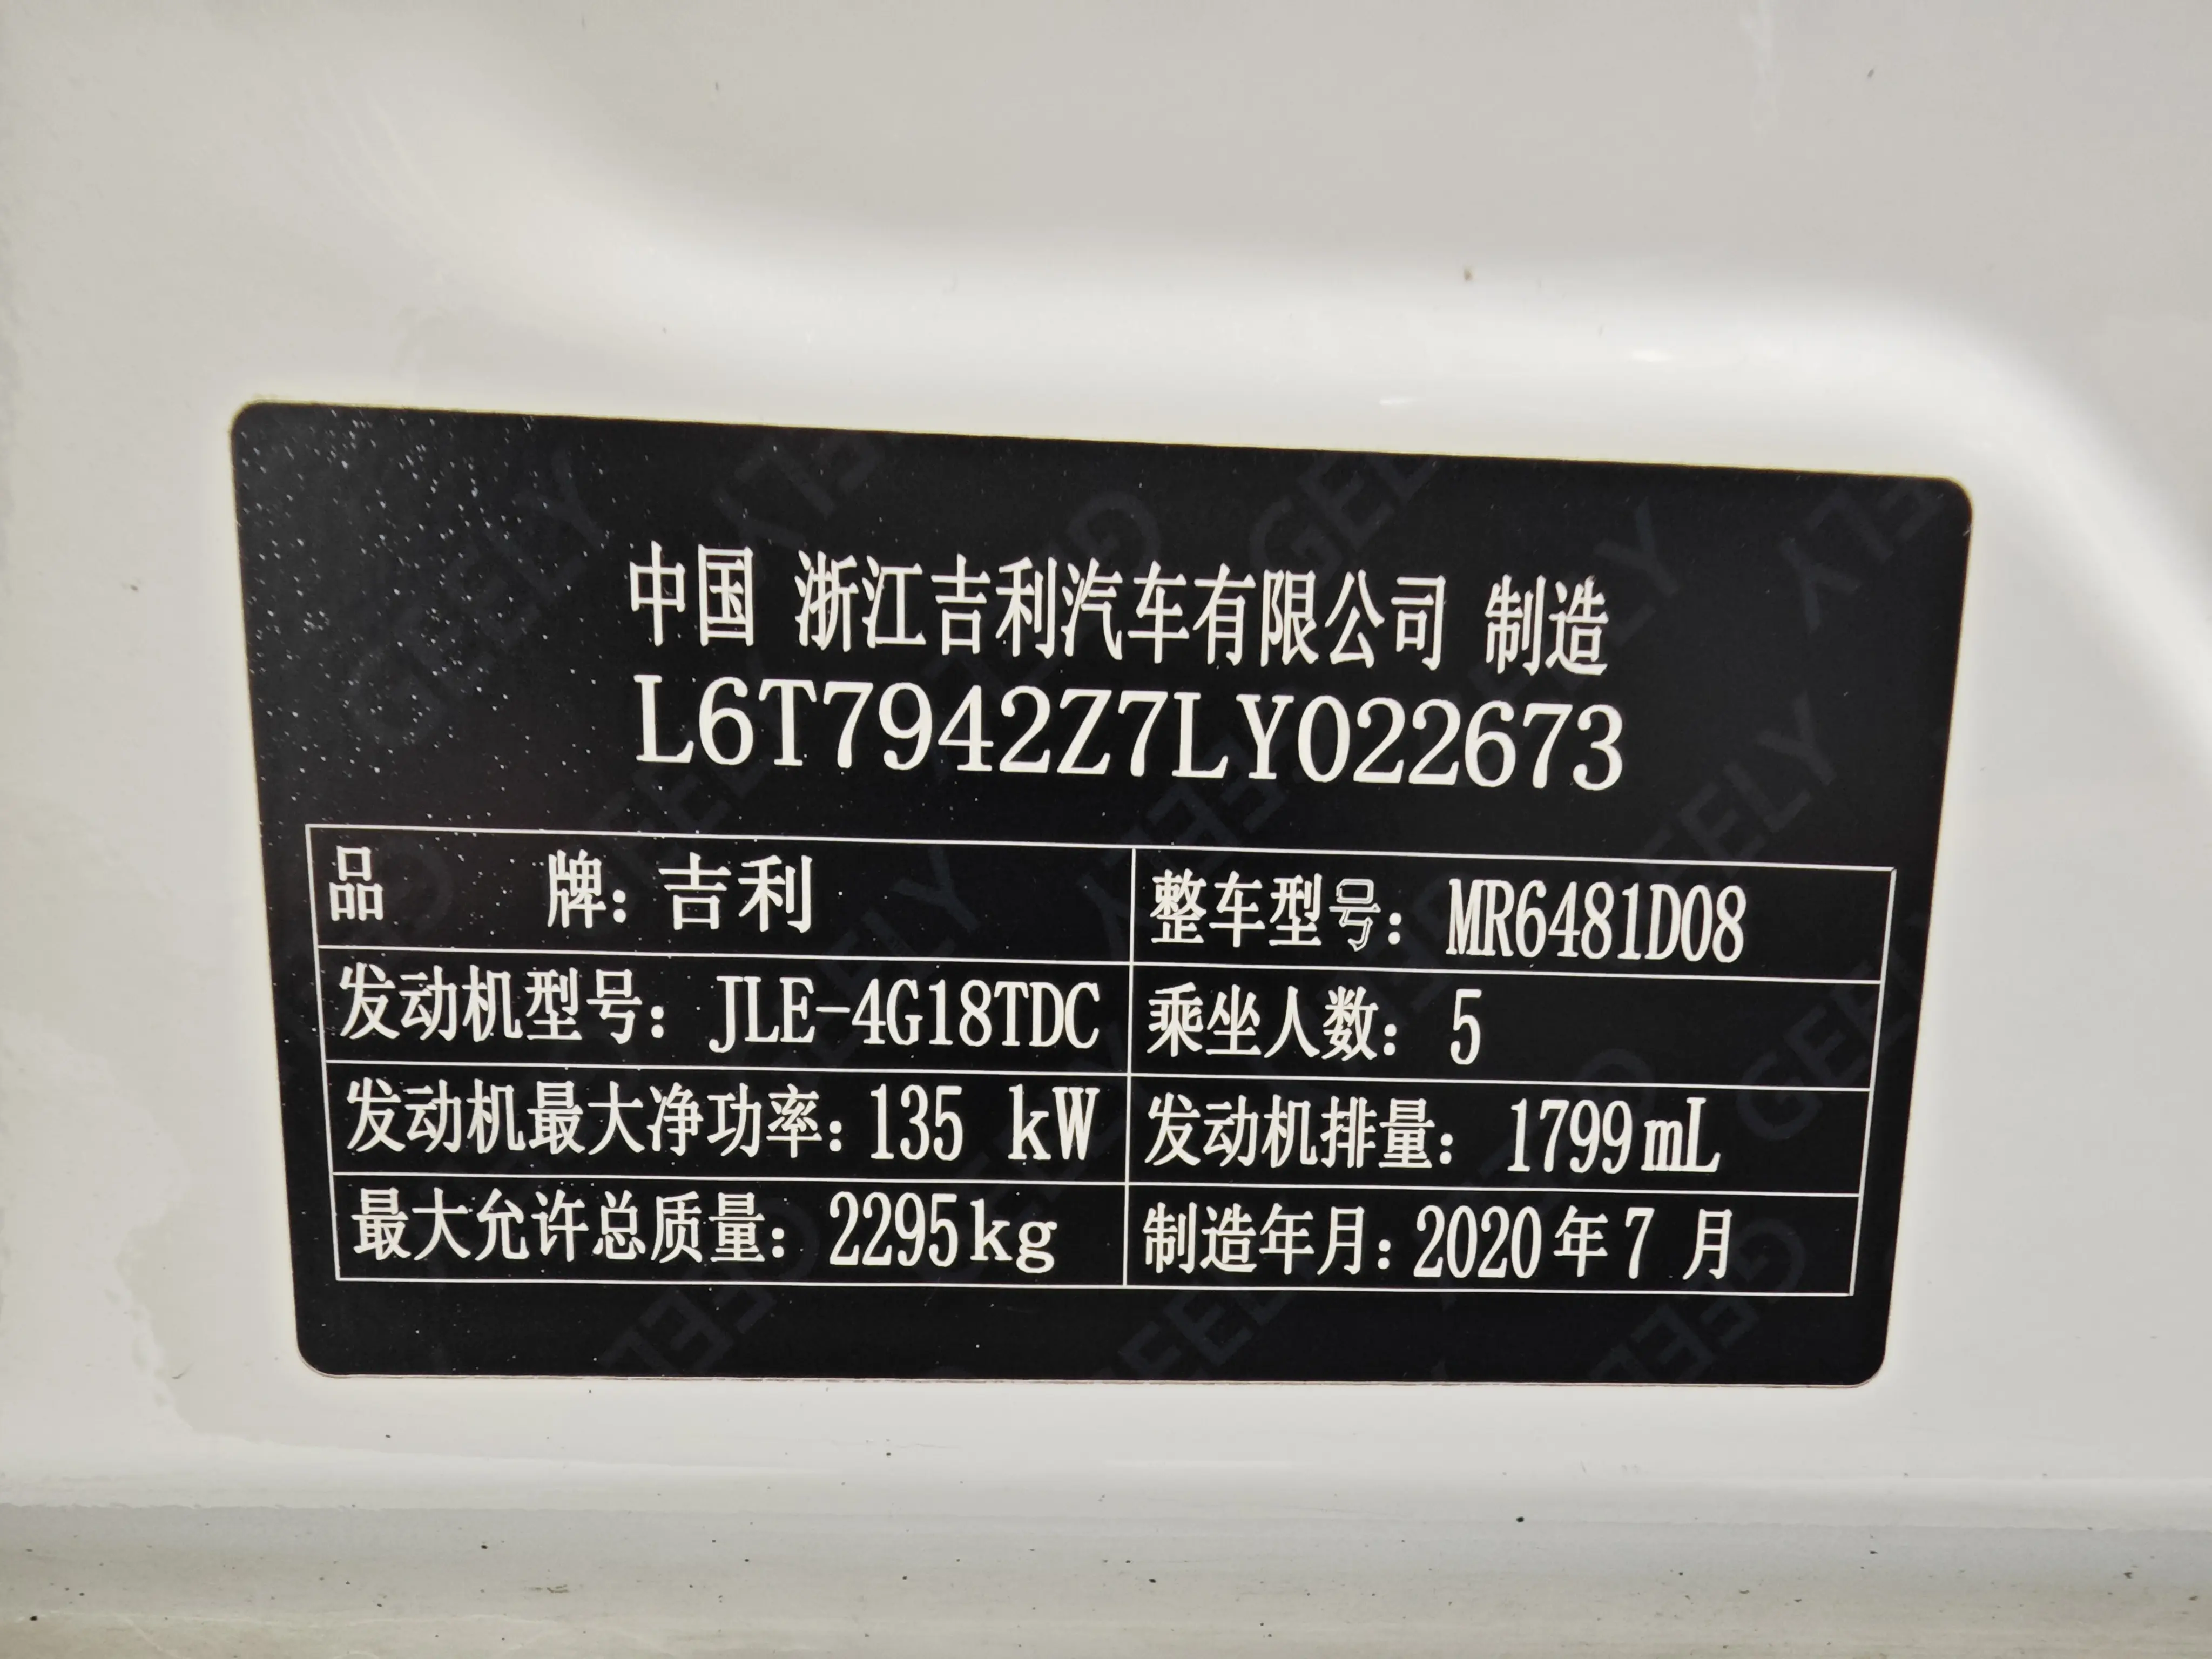 中国 浙江吉利汽车有限公司 制造
L6T7942Z7LY022673
品 牌：吉利 整车型号：MR6481D08
发动机型号：JLE-4G18TDC 乘坐人数：5
发动机最大净功率：135 kW 发动机排量：1799mL
最大允许总质量：2295kg 制造年月：2020年7 月